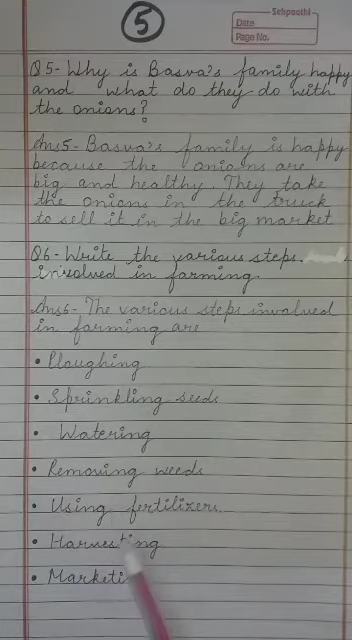 5
Sehpaathi
Date
Page No.
Q5- Why is Basva's family happy
and what do they do with
the onions?
Ans5- Basva's family is happy
because the onions are
big and healthy. They take
the onions in the truck
to sell it in the big market
Q6- Write the various steps
involved in farming.
Ans6- The various steps involved
in farming are
• Ploughing
• Sprinkling seeds
• Watering
• Removing weeds
• Using fertilizers
• Harvesting
• Marketi